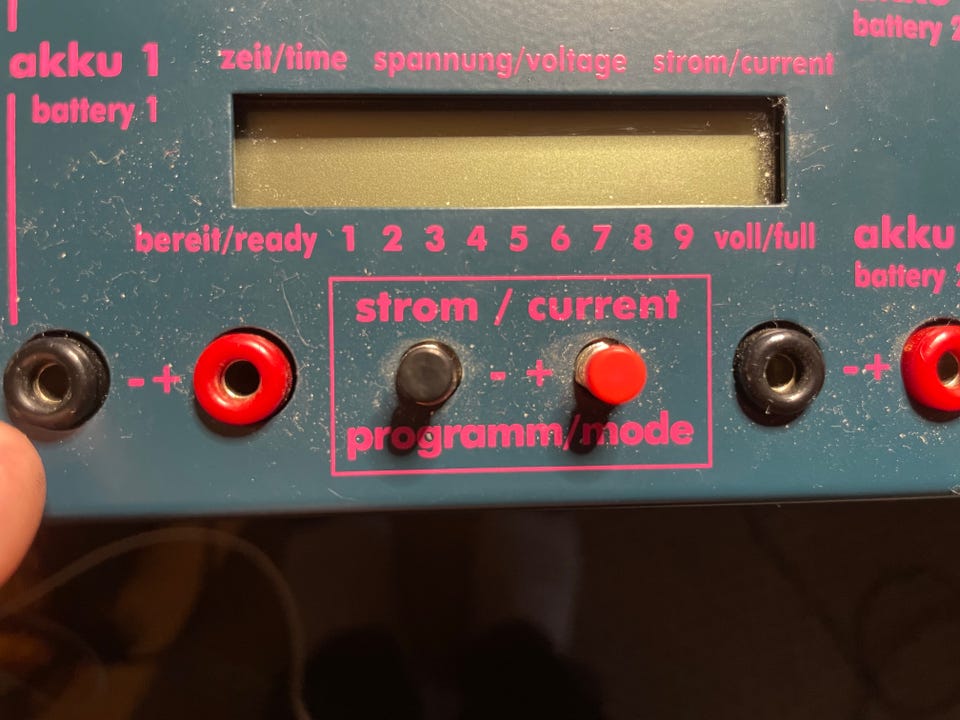 akku 1
battery 1
zeit/time spannung/voltage strom/current
battery 2
bereit/ready 1 2 3 4 5 6 7 8 9 voll/full
akku
battery
strom / current
- +
- +
- +
programm/mode